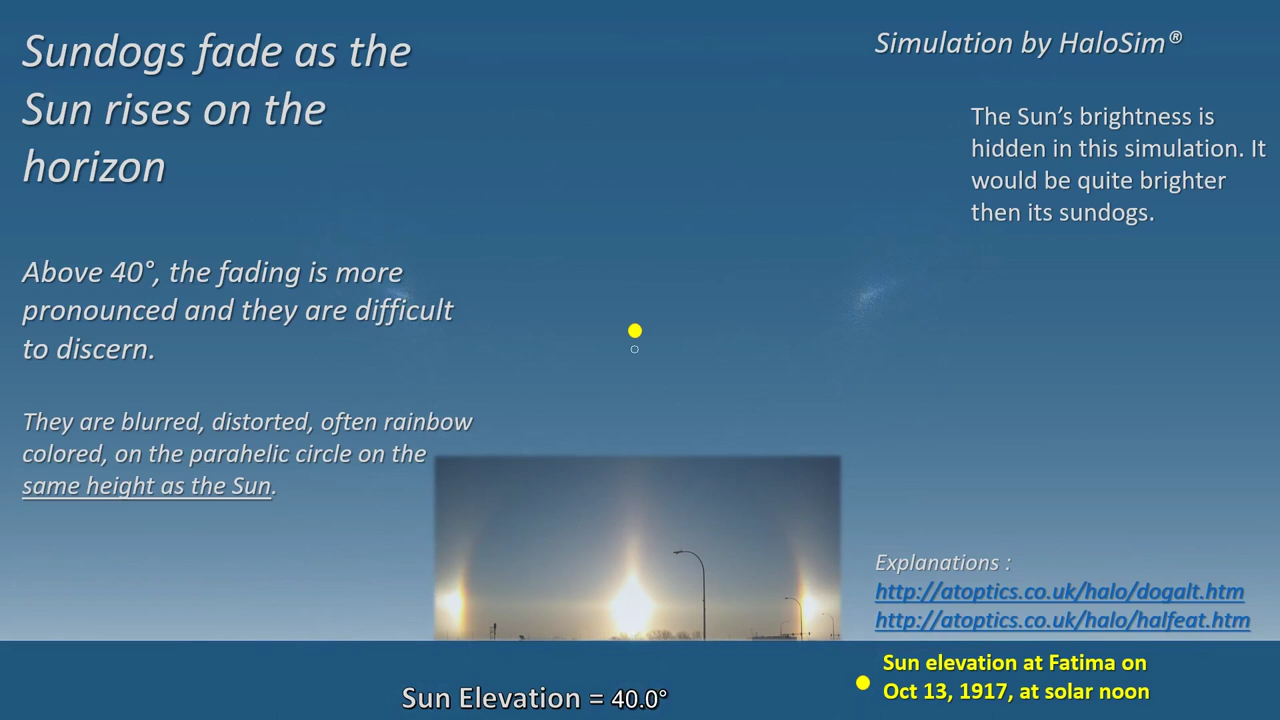 Sundogs fade as the
Sun rises on the
horizon
Simulation by HaloSim®
The Sun’s brightness is
hidden in this simulation. It
would be quite brighter
then its sundogs.
Above 40°, the fading is more
pronounced and they are difficult
to discern.
They are blurred, distorted, often rainbow
colored, on the parahelic circle on the
same height as the Sun.
Explanations :
http://atoptics.co.uk/halo/dogalt.htm
http://atoptics.co.uk/halo/halfeat.htm
Sun elevation at Fatima on
Oct 13, 1917, at solar noon
Sun Elevation = 40.0°